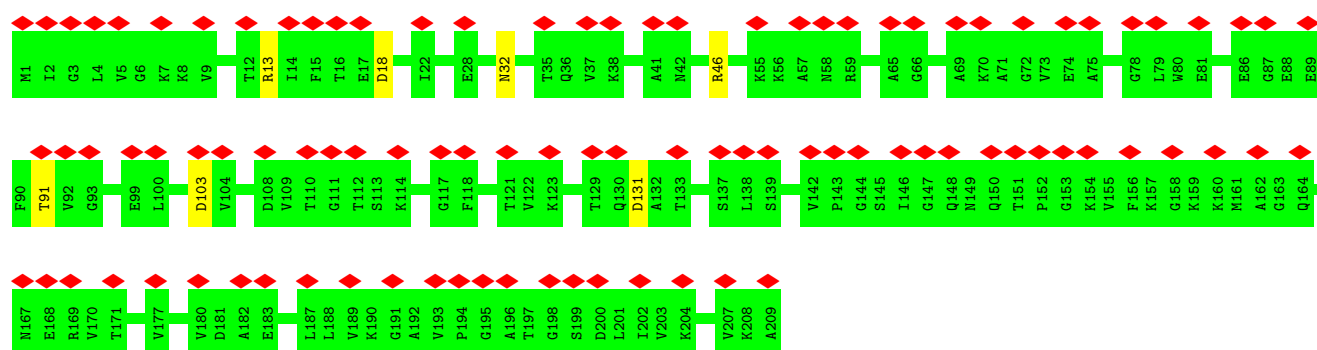 M1 I2 G3 L4 V5 G6 K7 K8 V9 T12 R13 I14 F15 T16 E17 D18 I22 E28 N32 T35 Q36 V37 K38 A41 N42 R46 K55 K56 A57 N58 R59 A65 G66 A69 K70 A71 G72 V73 E74 A75 G78 L79 W80 E81 E86 G87 E88 E89
F90 T91 V92 G93 E99 L100 D103 V104 D108 V109 T110 G111 T112 S113 K114 G117 F118 T121 V122 K123 T129 Q130 D131 A132 T133 S137 L138 S139 V142 P143 G144 S145 I146 G147 Q148 N149 Q150 T151 P152 G153 K154 V155 F156 K157 G158 K159 K160 M161 A162 G163 Q164
N167 E168 R169 V170 T171 V177 V180 D181 A182 E183 L187 L188 V189 K190 G191 A192 V193 P194 G195 A196 T197 G198 S199 D200 L201 I202 V203 K204 V207 K208 A209